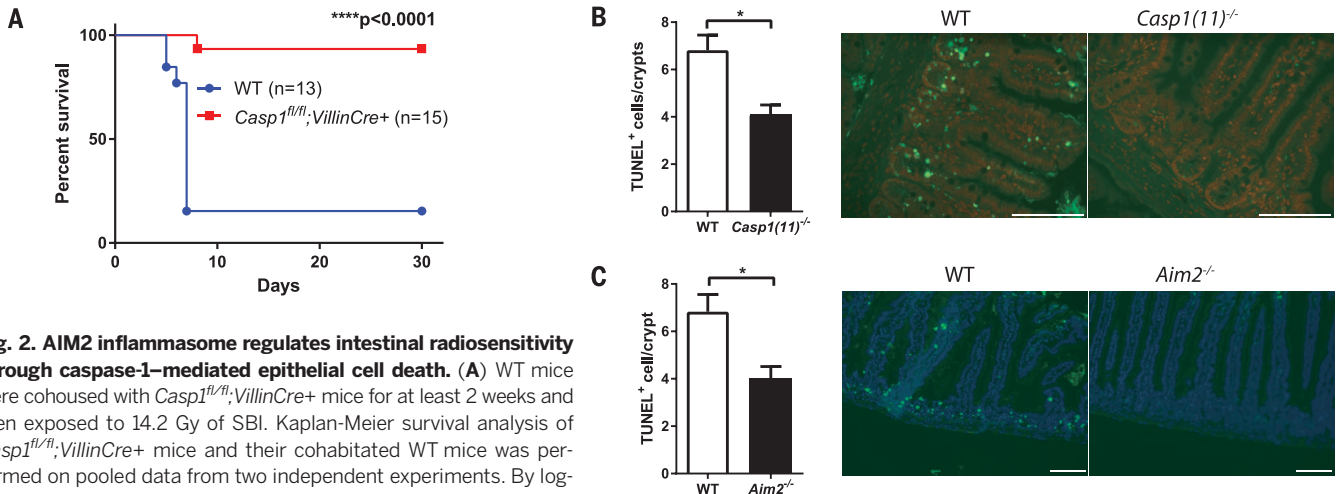 A
****p<0.0001
100
50
0
Percent survival
WT (n=13)
Casp1fl/fl;VillinCre+ (n=15)
0 10 20 30
Days
g. 2. AIM2 inflammasome regulates intestinal radiosensitivity
rough caspase-1–mediated epithelial cell death. (A) WT mice
ere cohoused with Casp1fl/fl;VillinCre+ mice for at least 2 weeks and
en exposed to 14.2 Gy of SBI. Kaplan-Meier survival analysis of
asp1fl/fl;VillinCre+ mice and their cohabitated WT mice was per-
rmed on pooled data from two independent experiments. By log-
B
8
6
4
2
0
TUNEL+ cells/crypts
*
WT Casp1(11)-/-
WT Casp1(11)-/-
C
8
6
4
2
0
TUNEL+ cell/crypt
*
WT Aim2-/-
WT Aim2-/-